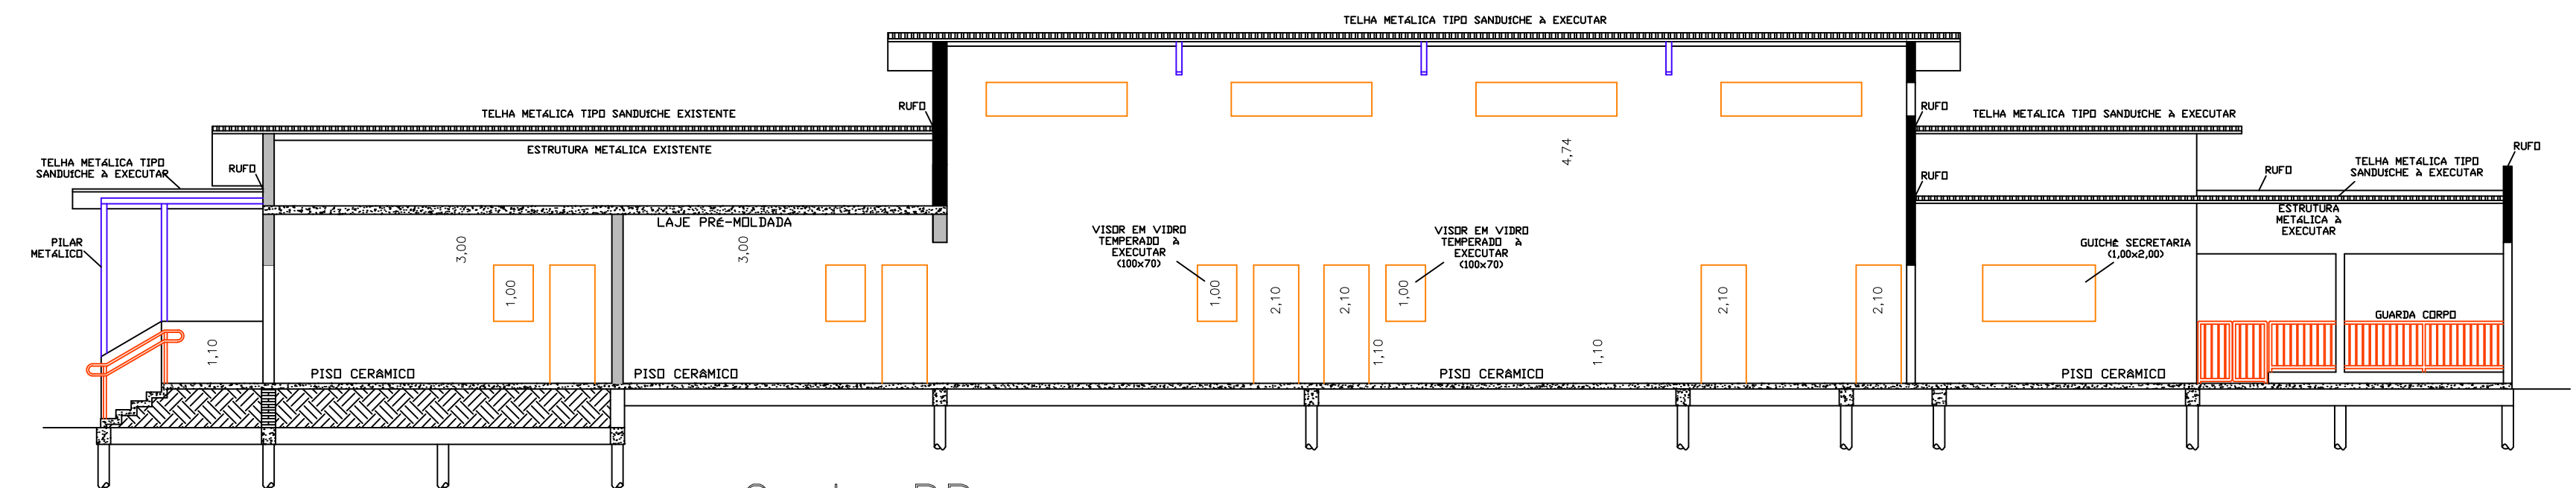 TELHA METÁLICA TIPO SANDUÍCHE À EXECUTAR
TELHA METÁLICA TIPO SANDUÍCHE EXISTENTE
RUFO
RUFO
TELHA METÁLICA TIPO SANDUÍCHE À EXECUTAR
ESTRUTURA METÁLICA EXISTENTE
4,74
RUFO
TELHA METÁLICA TIPO
SANDUÍCHE À EXECUTAR
RUFO
RUFO
RUFO
TELHA METÁLICA TIPO
SANDUÍCHE À EXECUTAR
LAJE PRÉ-MOLDADA
ESTRUTURA
METÁLICA À
EXECUTAR
PILAR
METÁLICO
3,00
3,00
VISOR EM VIDRO
TEMPERADO À
EXECUTAR
(100x70)
VISOR EM VIDRO
TEMPERADO À
EXECUTAR
(100x70)
GUICHÊ SECRETARIA
(1,00x2,00)
1,00
1,00
2,10
2,10
1,00
2,10
2,10
GUARDA CORPO
1,10
1,10
1,10
PISO CERÂMICO
PISO CERÂMICO
PISO CERÂMICO
PISO CERÂMICO